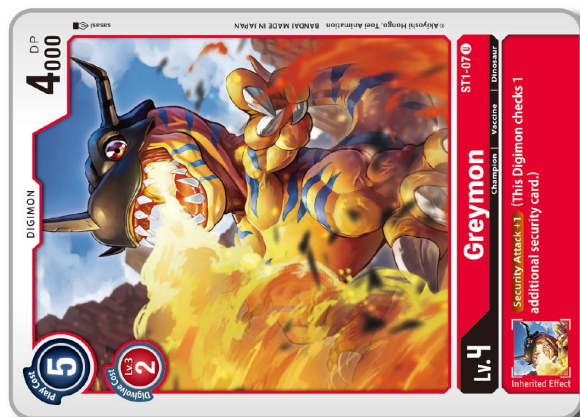 Play Cost
5
Digivolve Cost
Lv.3
2
DIGIMON
DP
4000
sasasi
© Akiyoshi Hongo, Toei Animation BANDAI MADE IN JAPAN
Lv.4
Greymon
ST1-07 U
Champion | Vaccine | Dinosaur
Inherited Effect
Security Attack +1 (This Digimon checks 1
additional security card.)